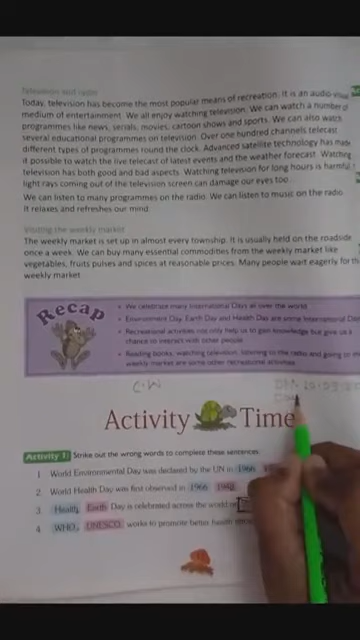 Television and radio
Today, television has become the most popular means of recreation. It is an audio-visual
medium of entertainment. We all enjoy watching television. We can watch a number of
programmes like news, serials, movies, cartoon shows and sports. We can also watch
several educational programmes on television. Over one hundred channels telecast
different types of programmes round the clock. Advanced satellite technology has made
it possible to watch the live telecast of latest events and the weather forecast. Watching
television has both good and bad aspects. Watching television for long hours is harmful.
light rays coming out of the television screen can damage our eyes too.
We can listen to many programmes on the radio. We can listen to music on the radio.
It relaxes and refreshes our mind.
Visiting the weekly market
The weekly market is set up in almost every township. It is usually held on the roadside
once a week. We can buy many essential commodities from the weekly market like
vegetables, fruits pulses and spices at reasonable prices. Many people wait eagerly for the
weekly market.
Recap
• We celebrate many International Days all over the world
• Environment Day, Earth Day and Health Day are some International Days
• Recreational activities not only help us to gain knowledge but give us a
chance to interact with other people
• Reading books, watching television, listening to the radio and going to the
weekly market are some other recreational activities.
C.W
Activity Time
Activity 1: Strike out the wrong words to complete these sentences.
1 World Environmental Day was declared by the UN in 1966
2 World Health Day was first observed in 1966 1948
3 Health Earth Day is celebrated across the world on
4 WHO, UNESCO works to promote better health